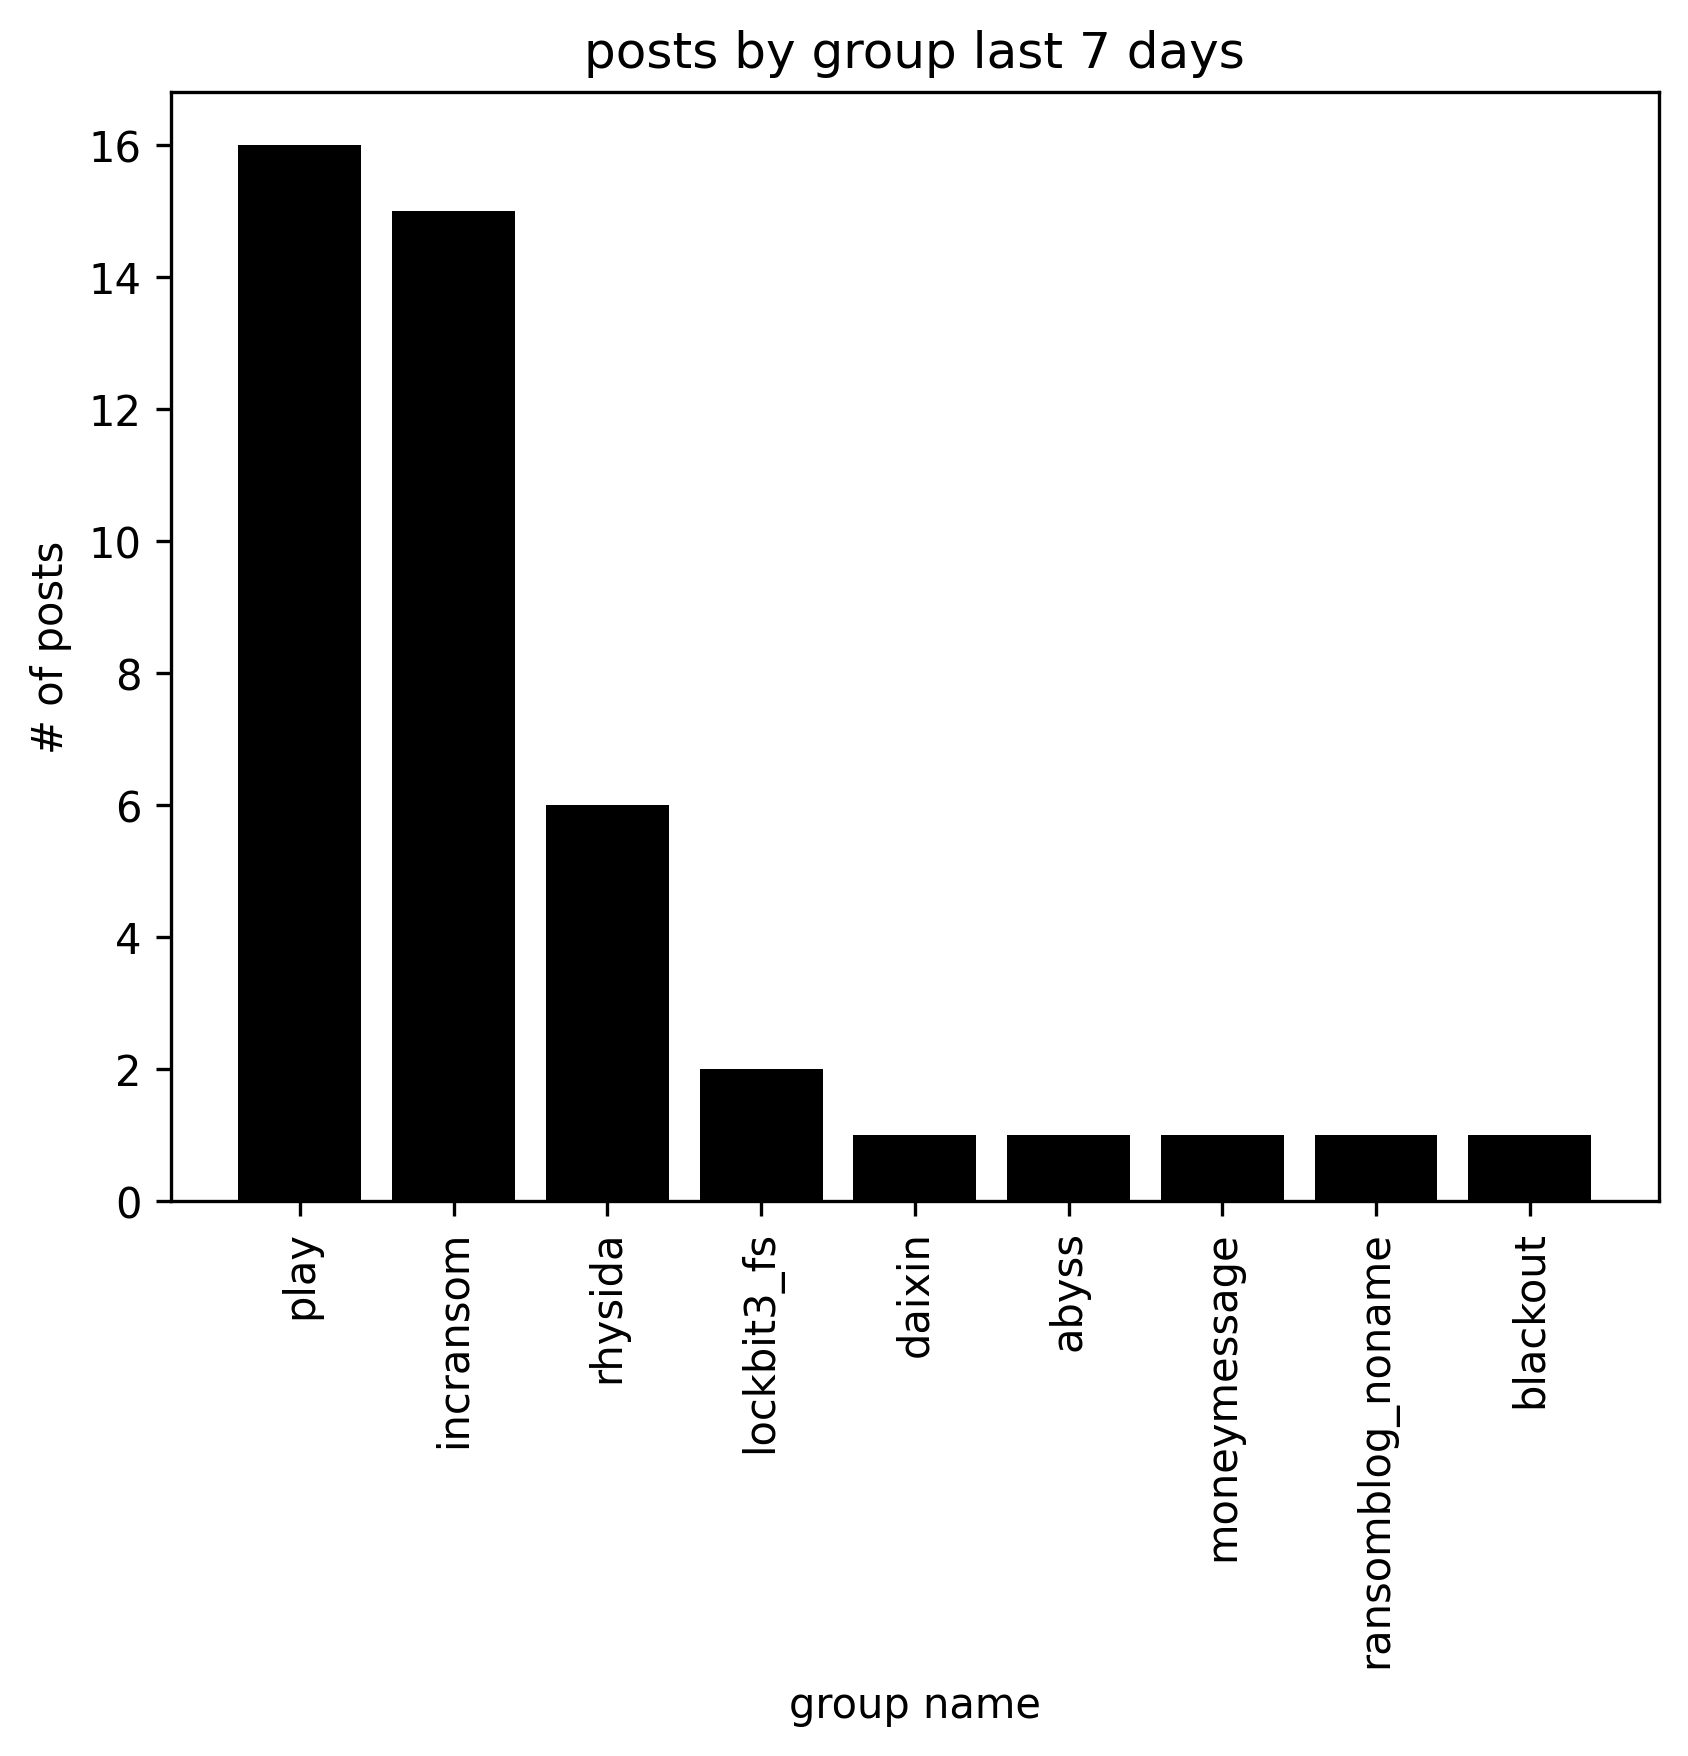 posts by group last 7 days
# of posts
16
14
12
10
8
6
4
2
0
play
incransom
rhysida
lockbit3_fs
daixin
abyss
moneymessage
ransomblog_noname
blackout
group name